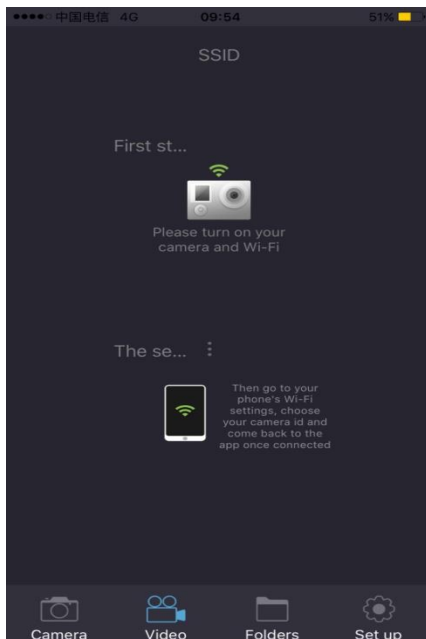 中国电信 4G 09:54 51%
SSID
First st...
Please turn on your
camera and Wi-Fi
The se...
Then go to your
phone's Wi-Fi
settings, choose
your camera id and
come back to the
app once connected
Camera Video Folders Set up